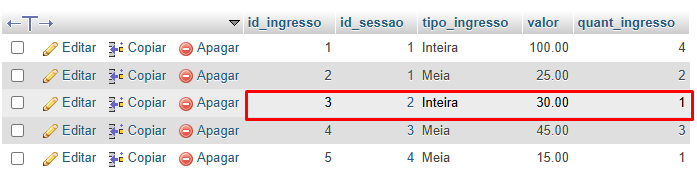 id_ingresso id_sessao tipo_ingresso valor quant_ingresso
Editar Copiar Apagar 1 1 Inteira 100.00 4
Editar Copiar Apagar 2 1 Meia 25.00 2
Editar Copiar Apagar 3 2 Inteira 30.00 1
Editar Copiar Apagar 4 3 Meia 45.00 3
Editar Copiar Apagar 5 4 Meia 15.00 1